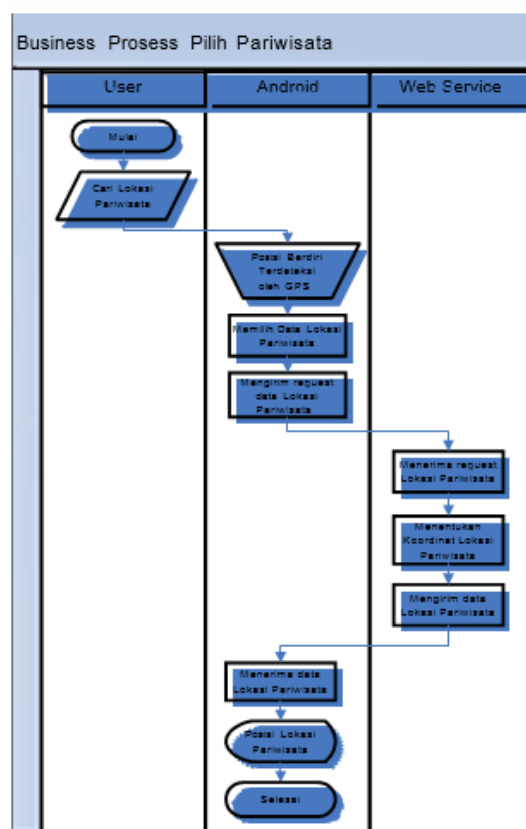 Business Prosess Pilih Pariwisata
User
Android
Web Service
Mulai
Cari Lokasi
Pariwisata
Posisi Berdiri
Terdeteksi
oleh GPS
Memilih Data Lokasi
Pariwisata
Mengirim reguest
data Lokasi
Pariwisata
Menerima reguest
Lokasi Pariwisata
Menentukan
Koordinat Lokasi
Pariwisata
Mengirim data
Lokasi Pariwisata
Menerima data
Lokasi Pariwisata
Posisi Lokasi
Pariwisata
Selesai